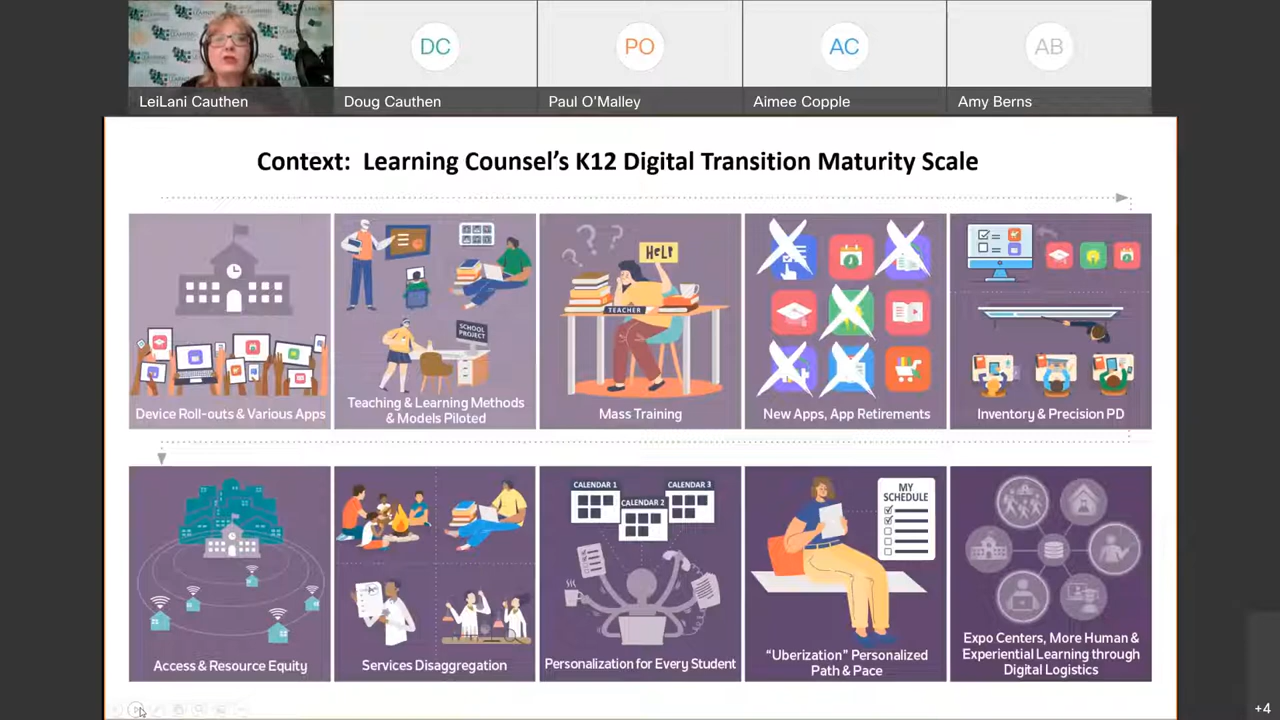 DC
PO
AC
AB
LeiLani Cauthen
Doug Cauthen
Paul O'Malley
Aimee Copple
Amy Berns
Context: Learning Counsel's K12 Digital Transition Maturity Scale
SCHOOL
PROJECT
HELP
TEACHER
Device Roll-outs & Various Apps
Teaching & Learning Methods
& Models Piloted
Mass Training
New Apps, App Retirements
Inventory & Precision PD
CALENDAR 1
CALENDAR 2
CALENDAR 3
MY
SCHEDULE
Access & Resource Equity
Services Disaggregation
Personalization for Every Student
“Uberization” Personalized
Path & Pace
Expo Centers, More Human &
Experiential Learning through
Digital Logistics
+4